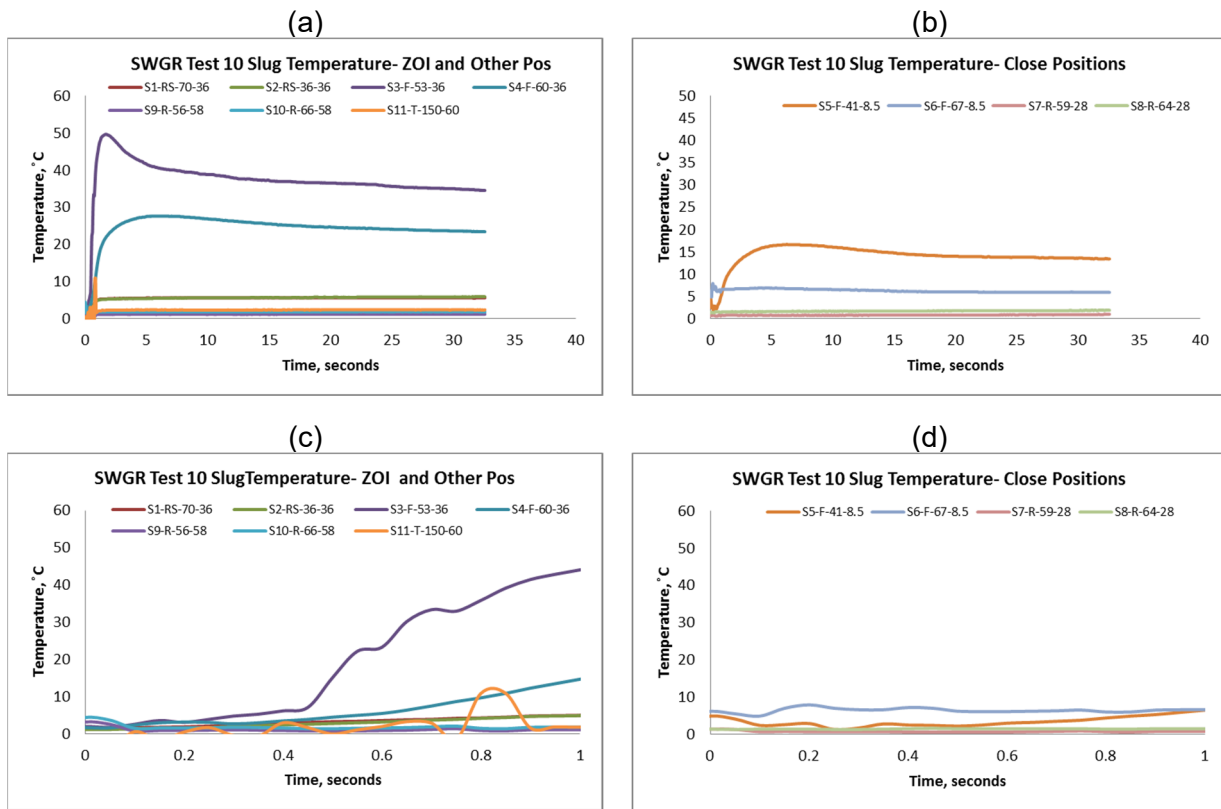 (a)
SWGR Test 10 Slug Temperature- ZOI and Other Pos
S1-RS-70-36 S2-RS-36-36 S3-F-53-36 S4-F-60-36
S9-R-56-58 S10-R-66-58 S11-T-150-60
Temperature,˚C
60
50
40
30
20
10
0
0 5 10 15 20 25 30 35 40
Time, seconds
(b)
SWGR Test 10 Slug Temperature- Close Positions
S5-F-41-8.5 S6-F-67-8.5 S7-R-59-28 S8-R-64-28
Temperature,˚C
50
45
40
35
30
25
20
15
10
5
0
0 5 10 15 20 25 30 35 40
Time, seconds
(c)
SWGR Test 10 SlugTemperature- ZOI and Other Pos
S1-RS-70-36 S2-RS-36-36 S3-F-53-36 S4-F-60-36
S9-R-56-58 S10-R-66-58 S11-T-150-60
Temperature,˚C
60
50
40
30
20
10
0
0 0.2 0.4 0.6 0.8 1
Time, seconds
(d)
SWGR Test 10 Slug Temperature- Close Positions
S5-F-41-8.5 S6-F-67-8.5 S7-R-59-28 S8-R-64-28
Temperature,˚C
60
50
40
30
20
10
0
0 0.2 0.4 0.6 0.8 1
Time, seconds